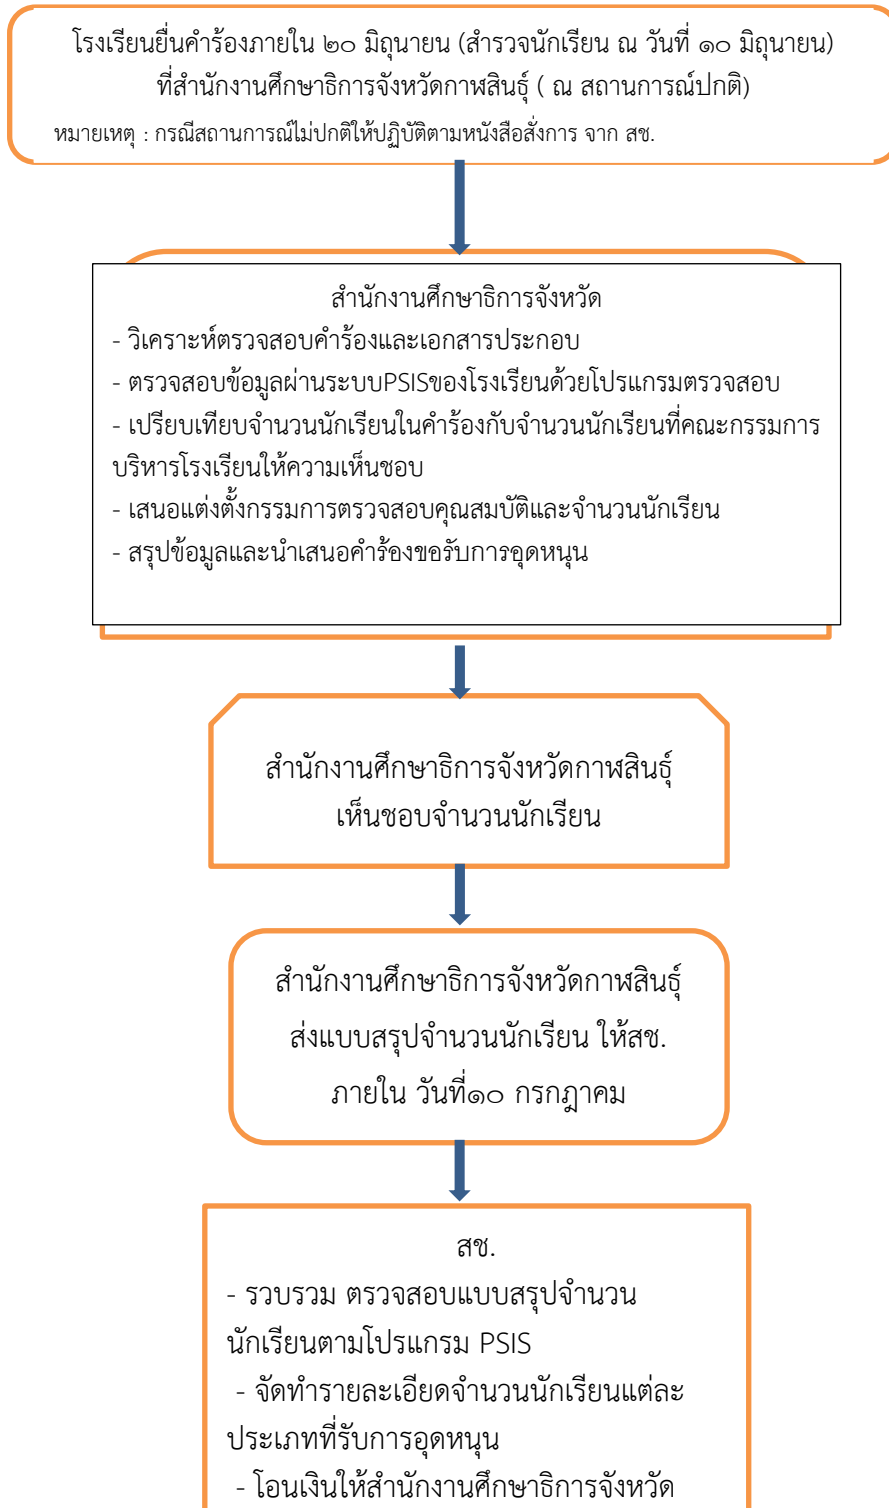 โรงเรียนยื่นคำร้องภายใน ๒๐ มิถุนายน (สำรวจนักเรียน ณ วันที่ ๑๐ มิถุนายน)
ที่สำนักงานศึกษาธิการจังหวัดกาฬสินธุ์ ( ณ สถานการณ์ปกติ)
หมายเหตุ : กรณีสถานการณ์ไม่ปกติให้ปฏิบัติตามหนังสือสั่งการ จาก สช.
สำนักงานศึกษาธิการจังหวัด
- วิเคราะห์ตรวจสอบคำร้องและเอกสารประกอบ
- ตรวจสอบข้อมูลผ่านระบบPSISของโรงเรียนด้วยโปรแกรมตรวจสอบ
- เปรียบเทียบจำนวนนักเรียนในคำร้องกับจำนวนนักเรียนที่คณะกรรมการ
บริหารโรงเรียนให้ความเห็นชอบ
- เสนอแต่งตั้งกรรมการตรวจสอบคุณสมบัติและจำนวนนักเรียน
- สรุปข้อมูลและนำเสนอคำร้องขอรับการอุดหนุน
สำนักงานศึกษาธิการจังหวัดกาฬสินธุ์
เห็นชอบจำนวนนักเรียน
สำนักงานศึกษาธิการจังหวัดกาฬสินธุ์
ส่งแบบสรุปจำนวนนักเรียน ให้สช.
ภายใน วันที่๑๐ กรกฎาคม
สช.
- รวบรวม ตรวจสอบแบบสรุปจำนวน
นักเรียนตามโปรแกรม PSIS
- จัดทำรายละเอียดจำนวนนักเรียนแต่ละ
ประเภทที่รับการอุดหนุน
- โอนเงินให้สำนักงานศึกษาธิการจังหวัด